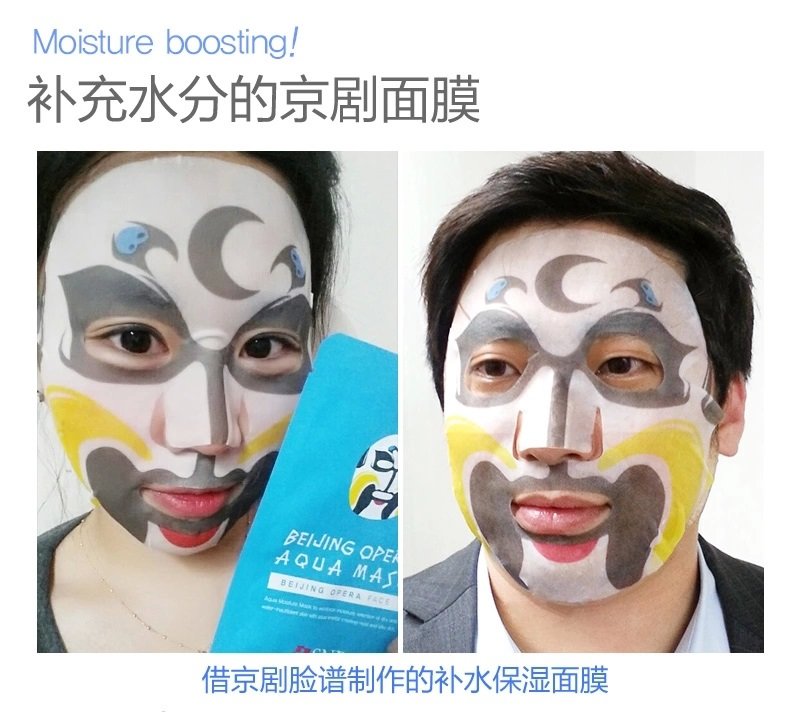 Moisture boosting!
补充水分的京剧面膜
BEIJING OPE
AQUA MAS
BEIJING OPERA FACE
借京剧脸谱制作的补水保湿面膜